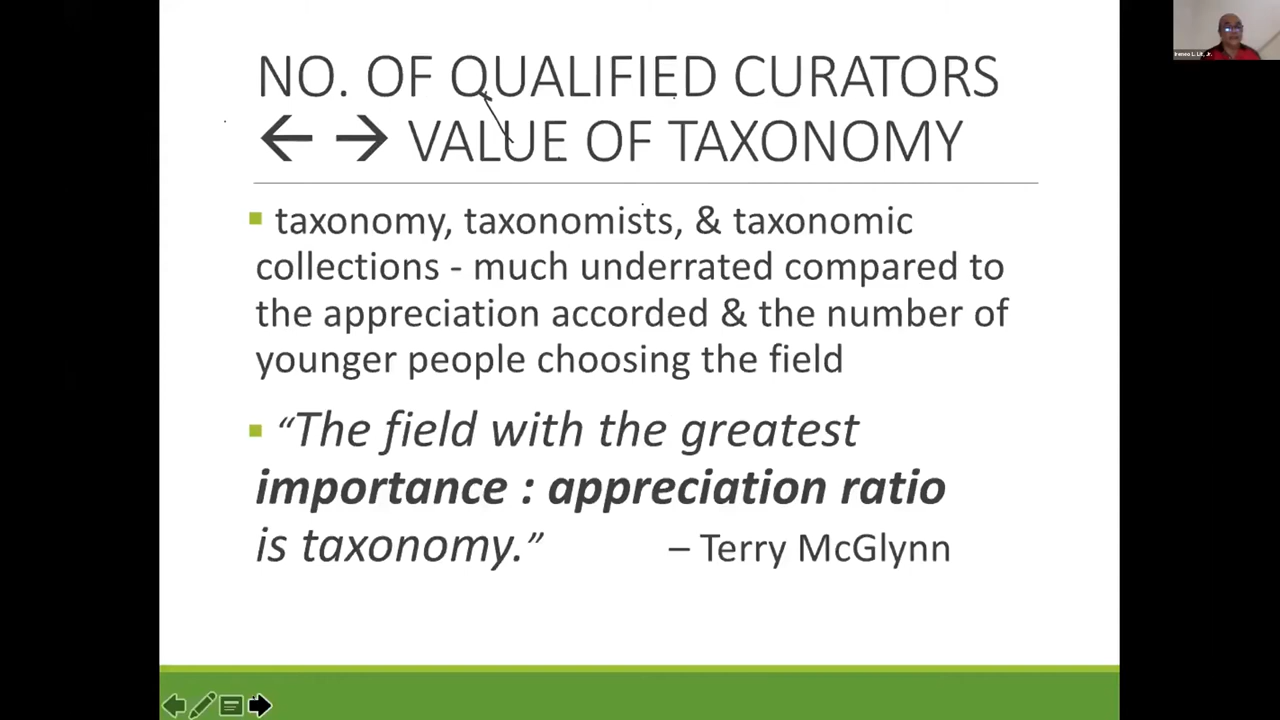 NO. OF QUALIFIED CURATORS
← → VALUE OF TAXONOMY
▪ taxonomy, taxonomists, & taxonomic
collections - much underrated compared to
the appreciation accorded & the number of
younger people choosing the field
▪ “The field with the greatest
importance : appreciation ratio
is taxonomy.” – Terry McGlynn